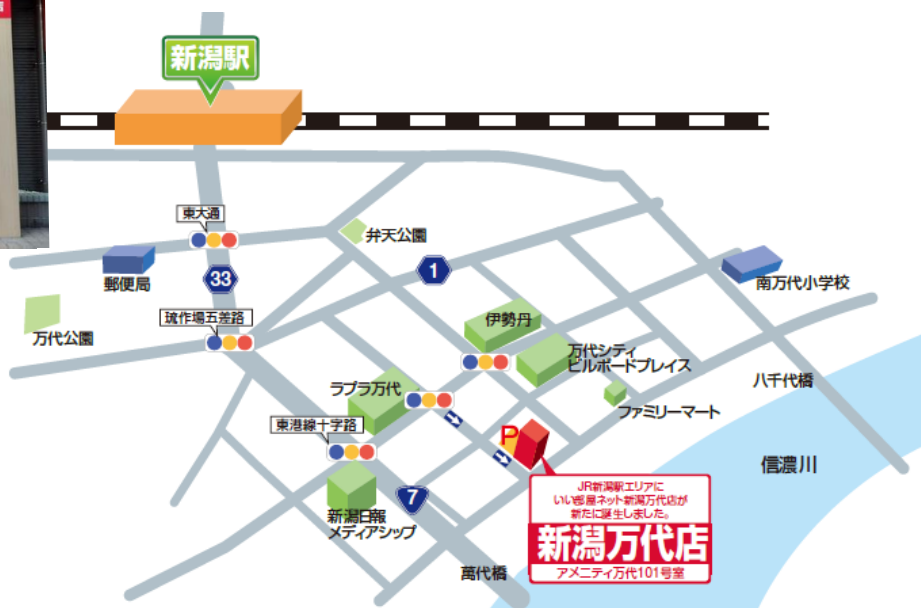 新潟駅
東大通
弁天公園
郵便局
33
1
南万代小学校
万代公園
琉作場五差路
伊勢丹
万代シティ
ビルボードプレイス
ラブラ万代
八千代橋
ファミリーマート
東港線十字路
P
信濃川
7
新潟日報
メディアシップ
JR新潟駅エリアに
いい部屋ネット新潟万代店が
新たに誕生しました。
新潟万代店
アメニティ万代101号室
萬代橋